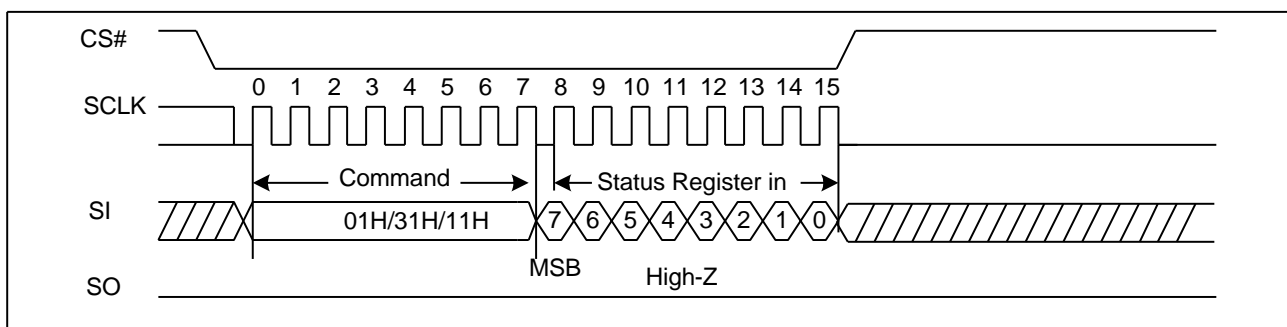 CS#
0 1 2 3 4 5 6 7 8 9 10 11 12 13 14 15
SCLK
Command Status Register in
SI 01H/31H/11H 7 6 5 4 3 2 1 0
MSB High-Z
SO